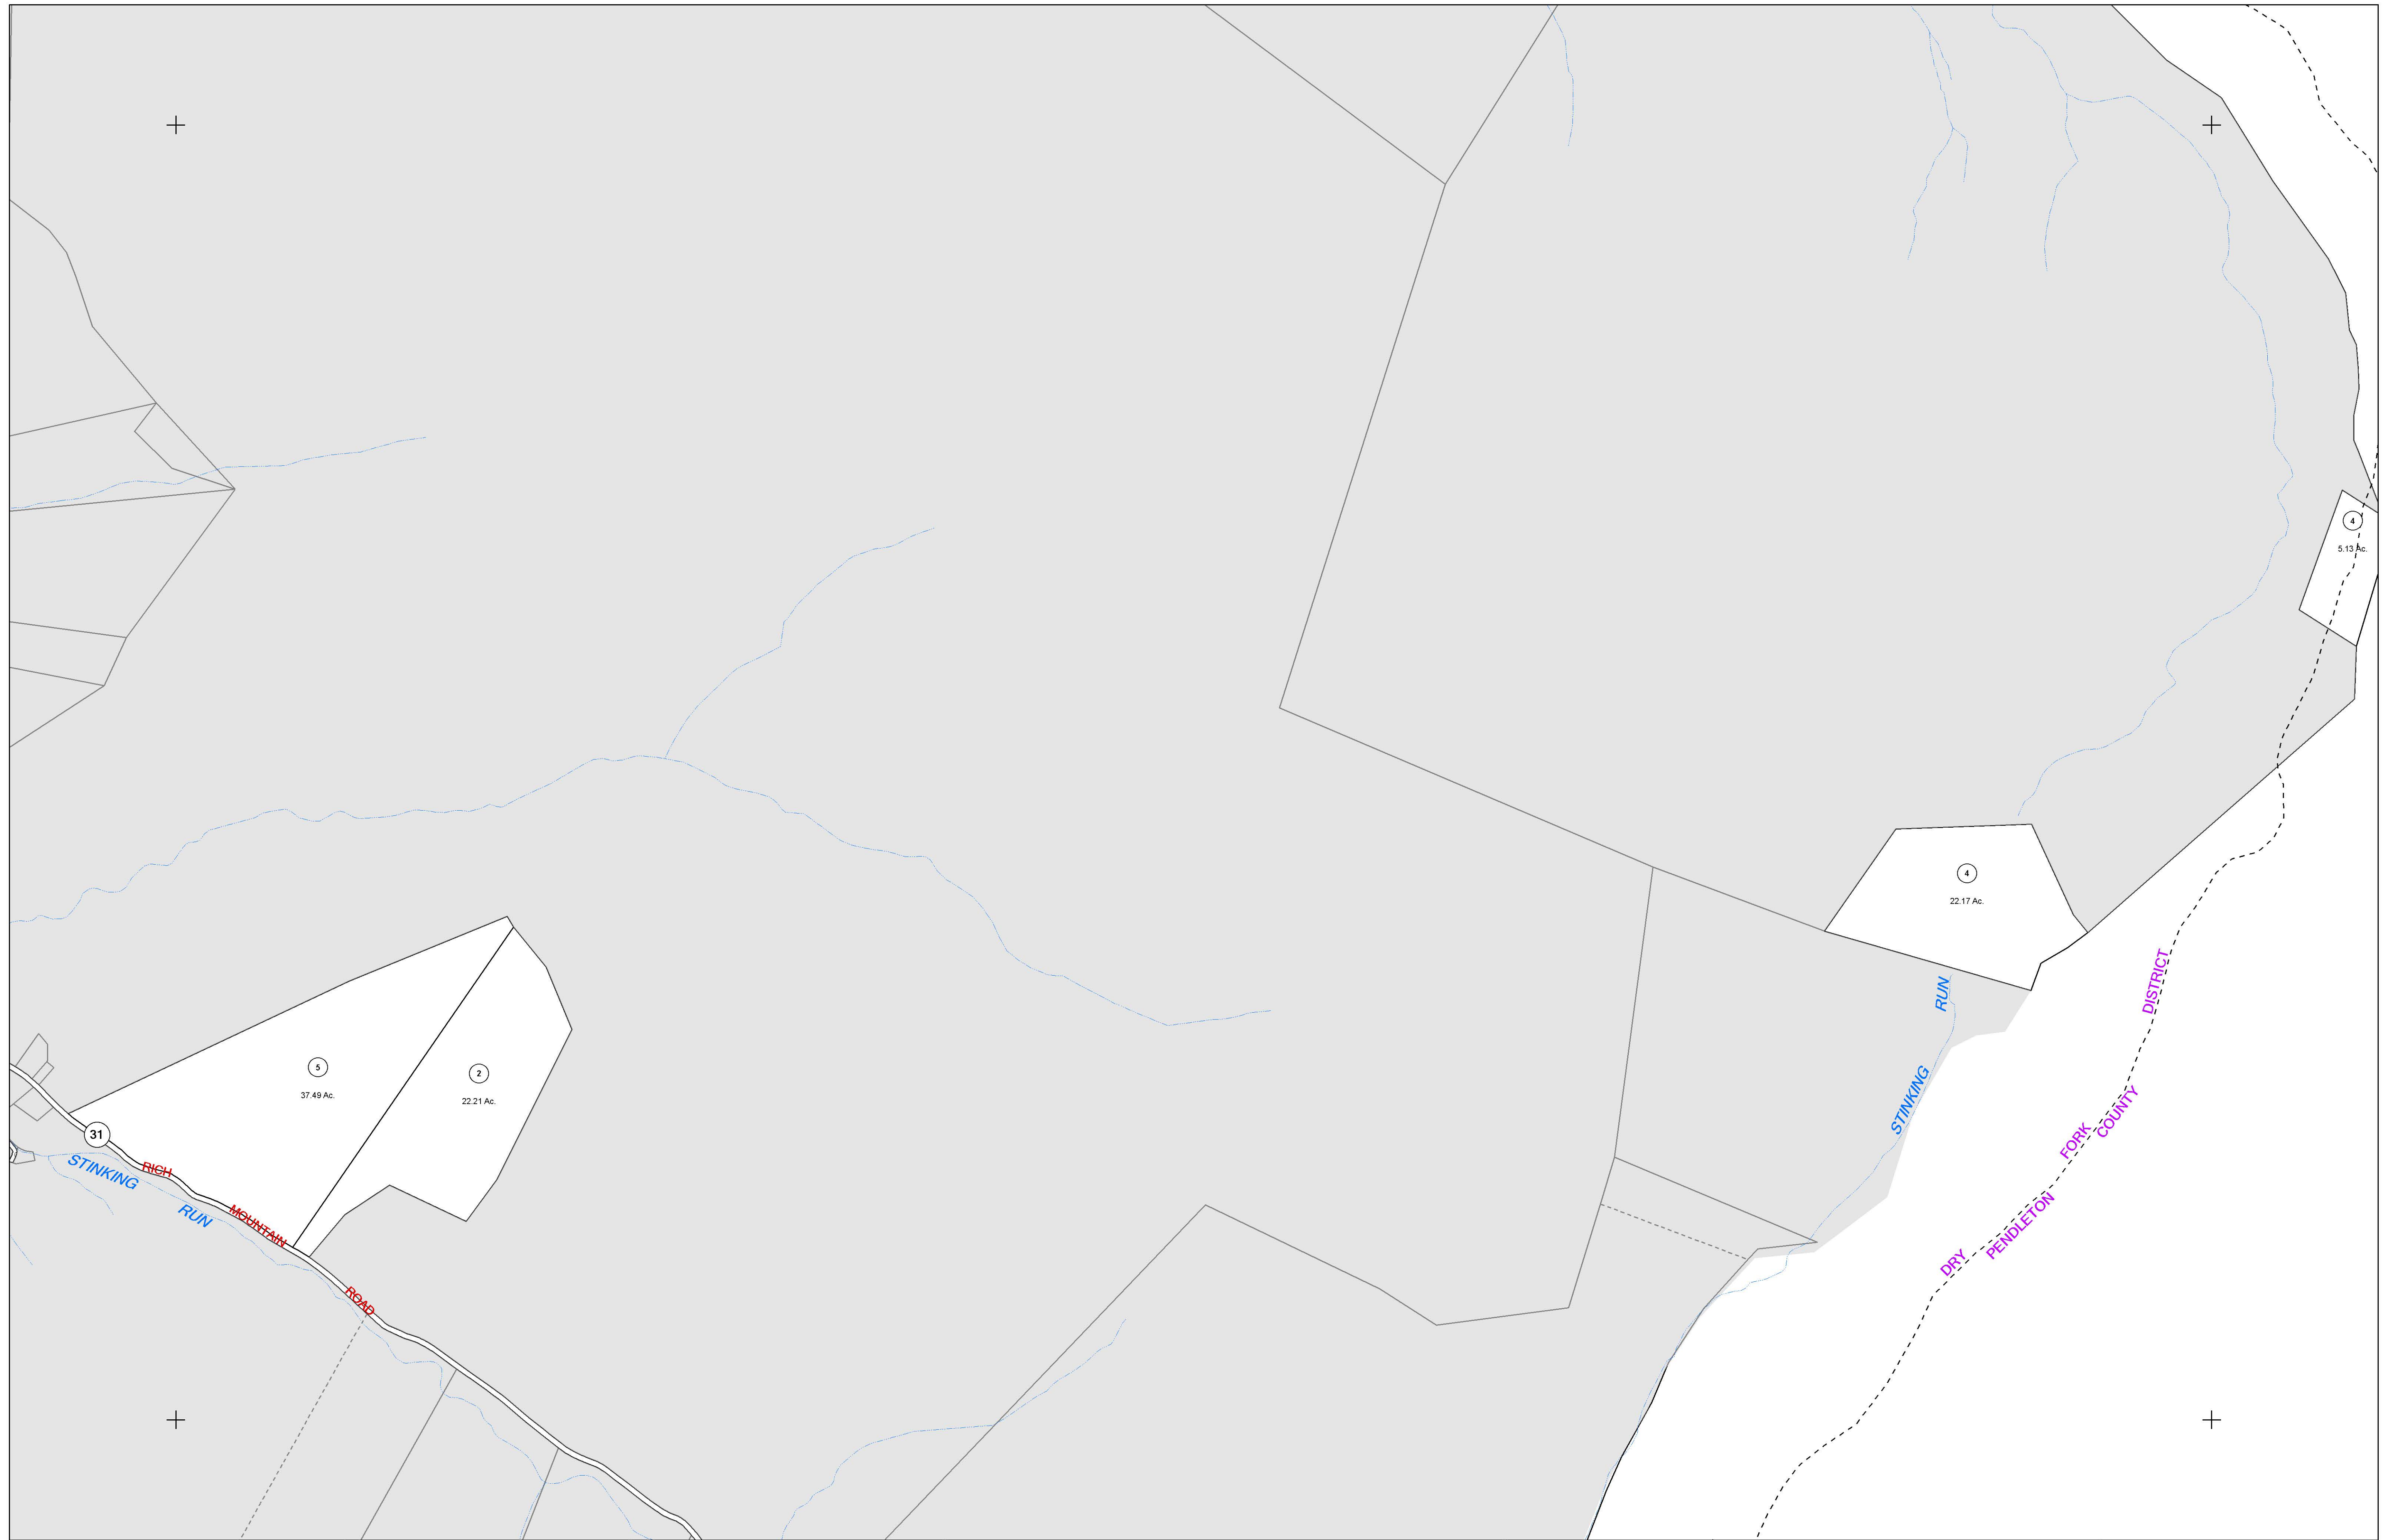 4
5.13 Ac.
4
22.17 Ac.
5
37.49 Ac.
2
22.21 Ac.
31
RICH
MOUNTAIN
ROAD
STINKING
RUN
STINKING
RUN
DRY
FORK
DISTRICT
PENDLETON
COUNTY